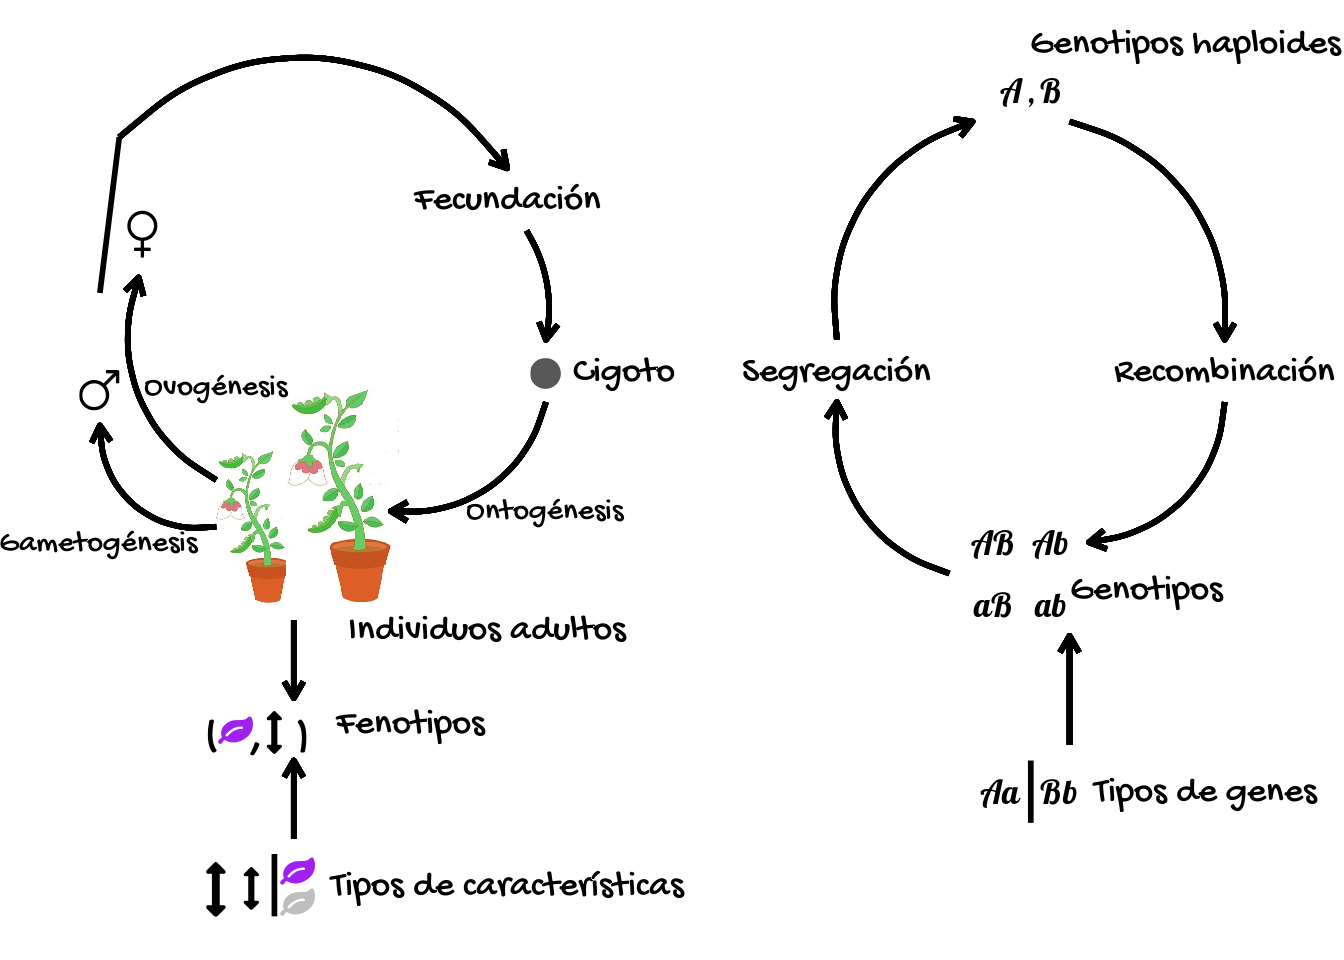 Fecundación
♀
Cigoto
♂
Ovogénesis
Ontogénesis
Gametogénesis
Individuos adultos
( , ↕ )
Fenotipos
↕ ↕ | Tipos de características
Genotipos haploides
A , B
Segregación
Recombinación
AB Ab
aB ab
Genotipos
Aa | Bb Tipos de genes